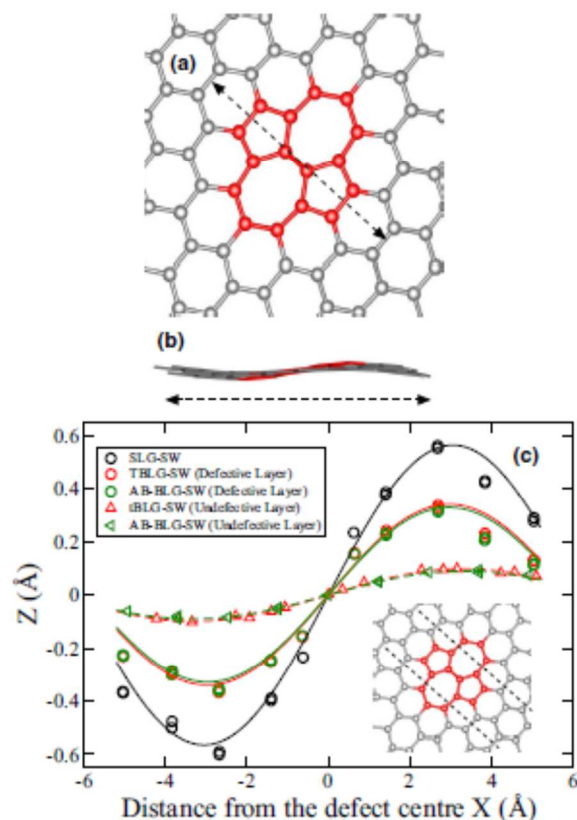 (a)
(b)
(c)
SLG-SW
TBLG-SW (Defective Layer)
AB-BLG-SW (Defective Layer)
tBLG-SW (Undefective Layer)
AB-BLG-SW (Undefective Layer)
0.6
0.4
0.2
0
-0.2
-0.4
-0.6
Z (Å)
-6 -4 -2 0 2 4 6
Distance from the defect centre X (Å)